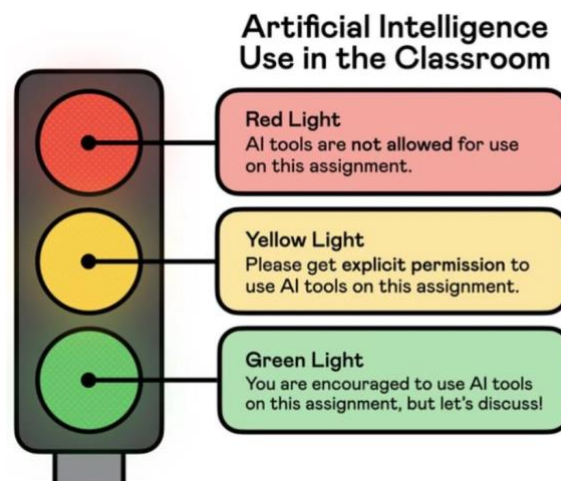 Artificial Intelligence
Use in the Classroom
Red Light
AI tools are not allowed for use
on this assignment.
Yellow Light
Please get explicit permission to
use AI tools on this assignment.
Green Light
You are encouraged to use AI tools
on this assignment, but let's discuss!